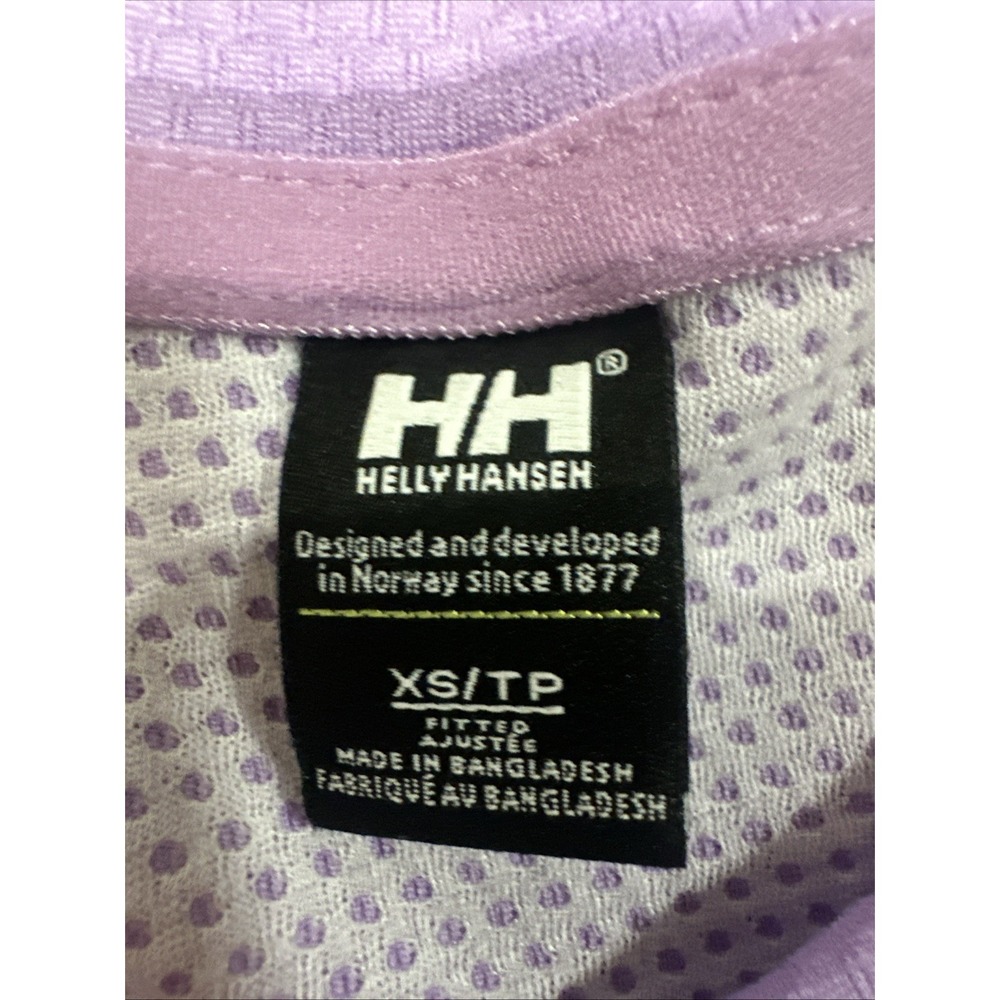 HH®
HELLY HANSEN
Designed and developed
in Norway since 1877
XS/TP
FITTED
AJUSTÉE
MADE IN BANGLADESH
FABRIQUÉ AU BANGLADESH